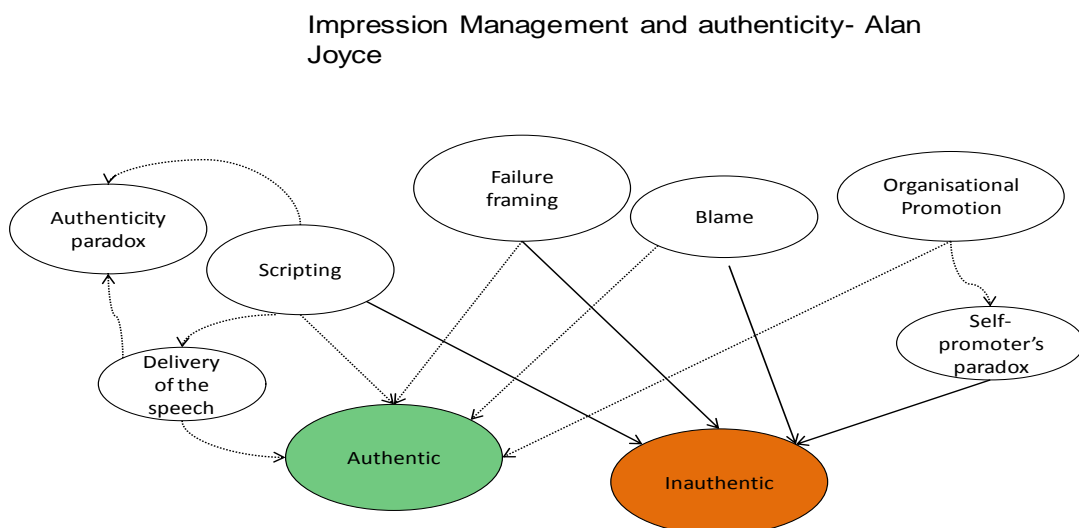 Impression Management and authenticity- Alan
Joyce
Failure
framing
Organisational
Promotion
Authenticity
paradox
Blame
Scripting
Self-
promoter's
paradox
Delivery
of the
speech
Authentic
Inauthentic